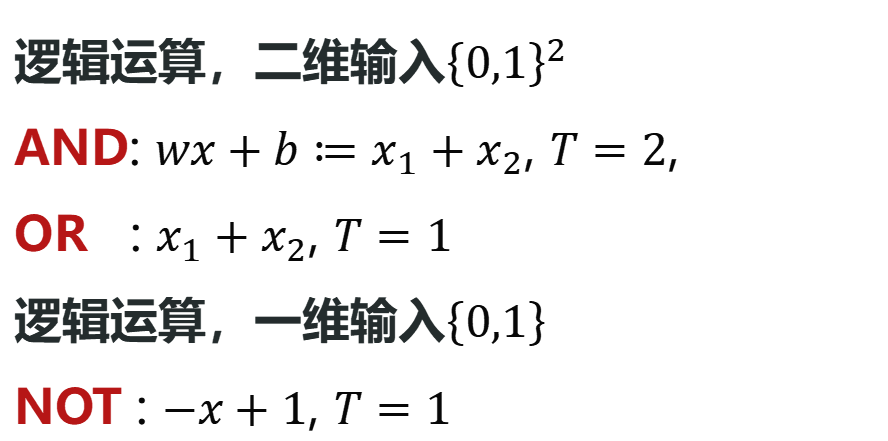 逻辑运算，二维输入{0,1}²
AND: wx + b ≔ x₁ + x₂, T = 2,
OR : x₁ + x₂, T = 1
逻辑运算，一维输入{0,1}
NOT : −x + 1, T = 1